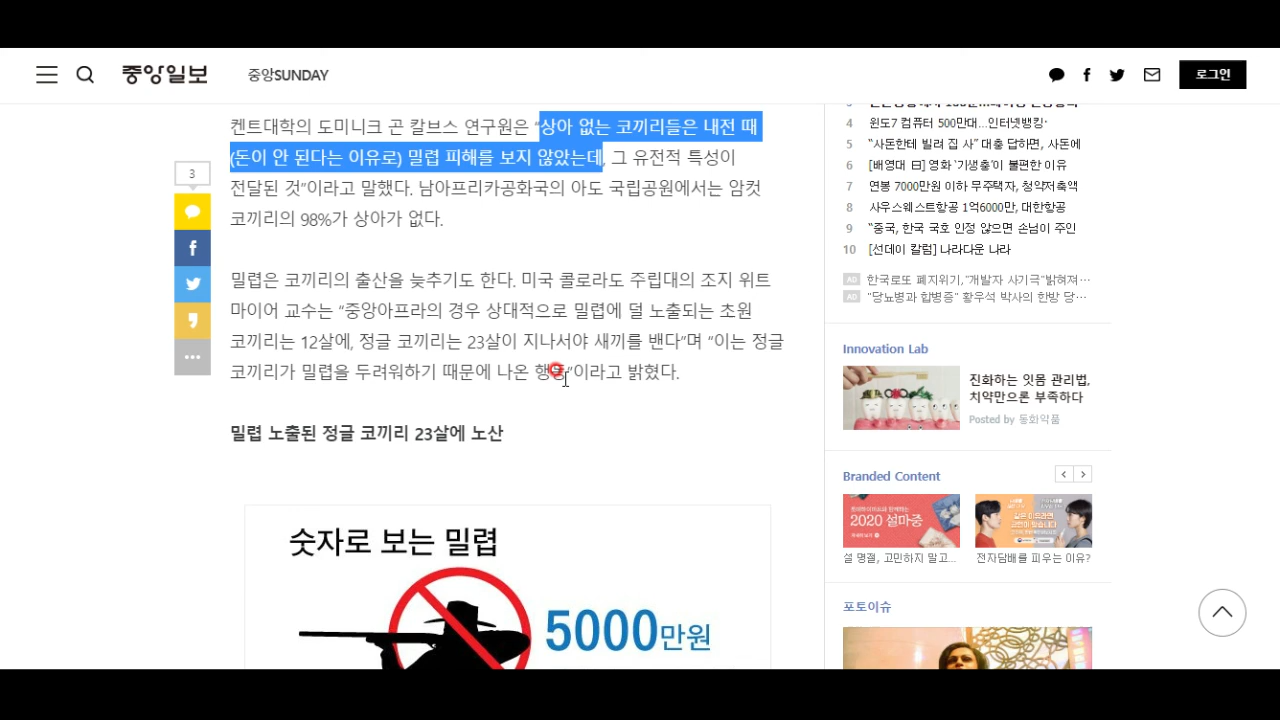 중앙일보
중앙SUNDAY
로그인
켄트대학의 도미니크 곤 칼브스 연구원은 “상아 없는 코끼리들은 내전 때
(돈이 안 된다는 이유로) 밀렵 피해를 보지 않았는데, 그 유전적 특성이
전달된 것”이라고 말했다. 남아프리카공화국의 아도 국립공원에서는 암컷
코끼리의 98%가 상아가 없다.
3
밀렵은 코끼리의 출산을 늦추기도 한다. 미국 콜로라도 주립대의 조지 위트
마이어 교수는 “중앙아프라의 경우 상대적으로 밀렵에 덜 노출되는 초원
코끼리는 12살에, 정글 코끼리는 23살이 지나서야 새끼를 밴다”며 “이는 정글
코끼리가 밀렵을 두려워하기 때문에 나온 행동”이라고 밝혔다.
밀렵 노출된 정글 코끼리 23살에 노산
숫자로 보는 밀렵
5000만원
4 윈도7 컴퓨터 500만대...인터넷뱅킹·
5 “사돈한테 빌려 집 사” 대충 답하면, 사돈에
6 [배영대 曰] 영화 ‘기생충’이 불편한 이유
7 연봉 7000만원 이하 무주택자, 청약저축액
8 사우스웨스트항공 1억6000만, 대한항공
9 “중국, 한국 국호 인정 않으면 손님이 주인
10 [선데이 칼럼] 나라다운 나라
AD 한국로또 폐지위기,"개발자 사기극"밝혀져…
AD "당뇨병과 합병증" 황우석 박사의 한방 당…
Innovation Lab
진화하는 잇몸 관리법,
치약만으론 부족하다
Posted by 동화약품
Branded Content
2020 설마중
설 명절, 고민하지 말고...
전자담배를 피우는 이유?
포토이슈